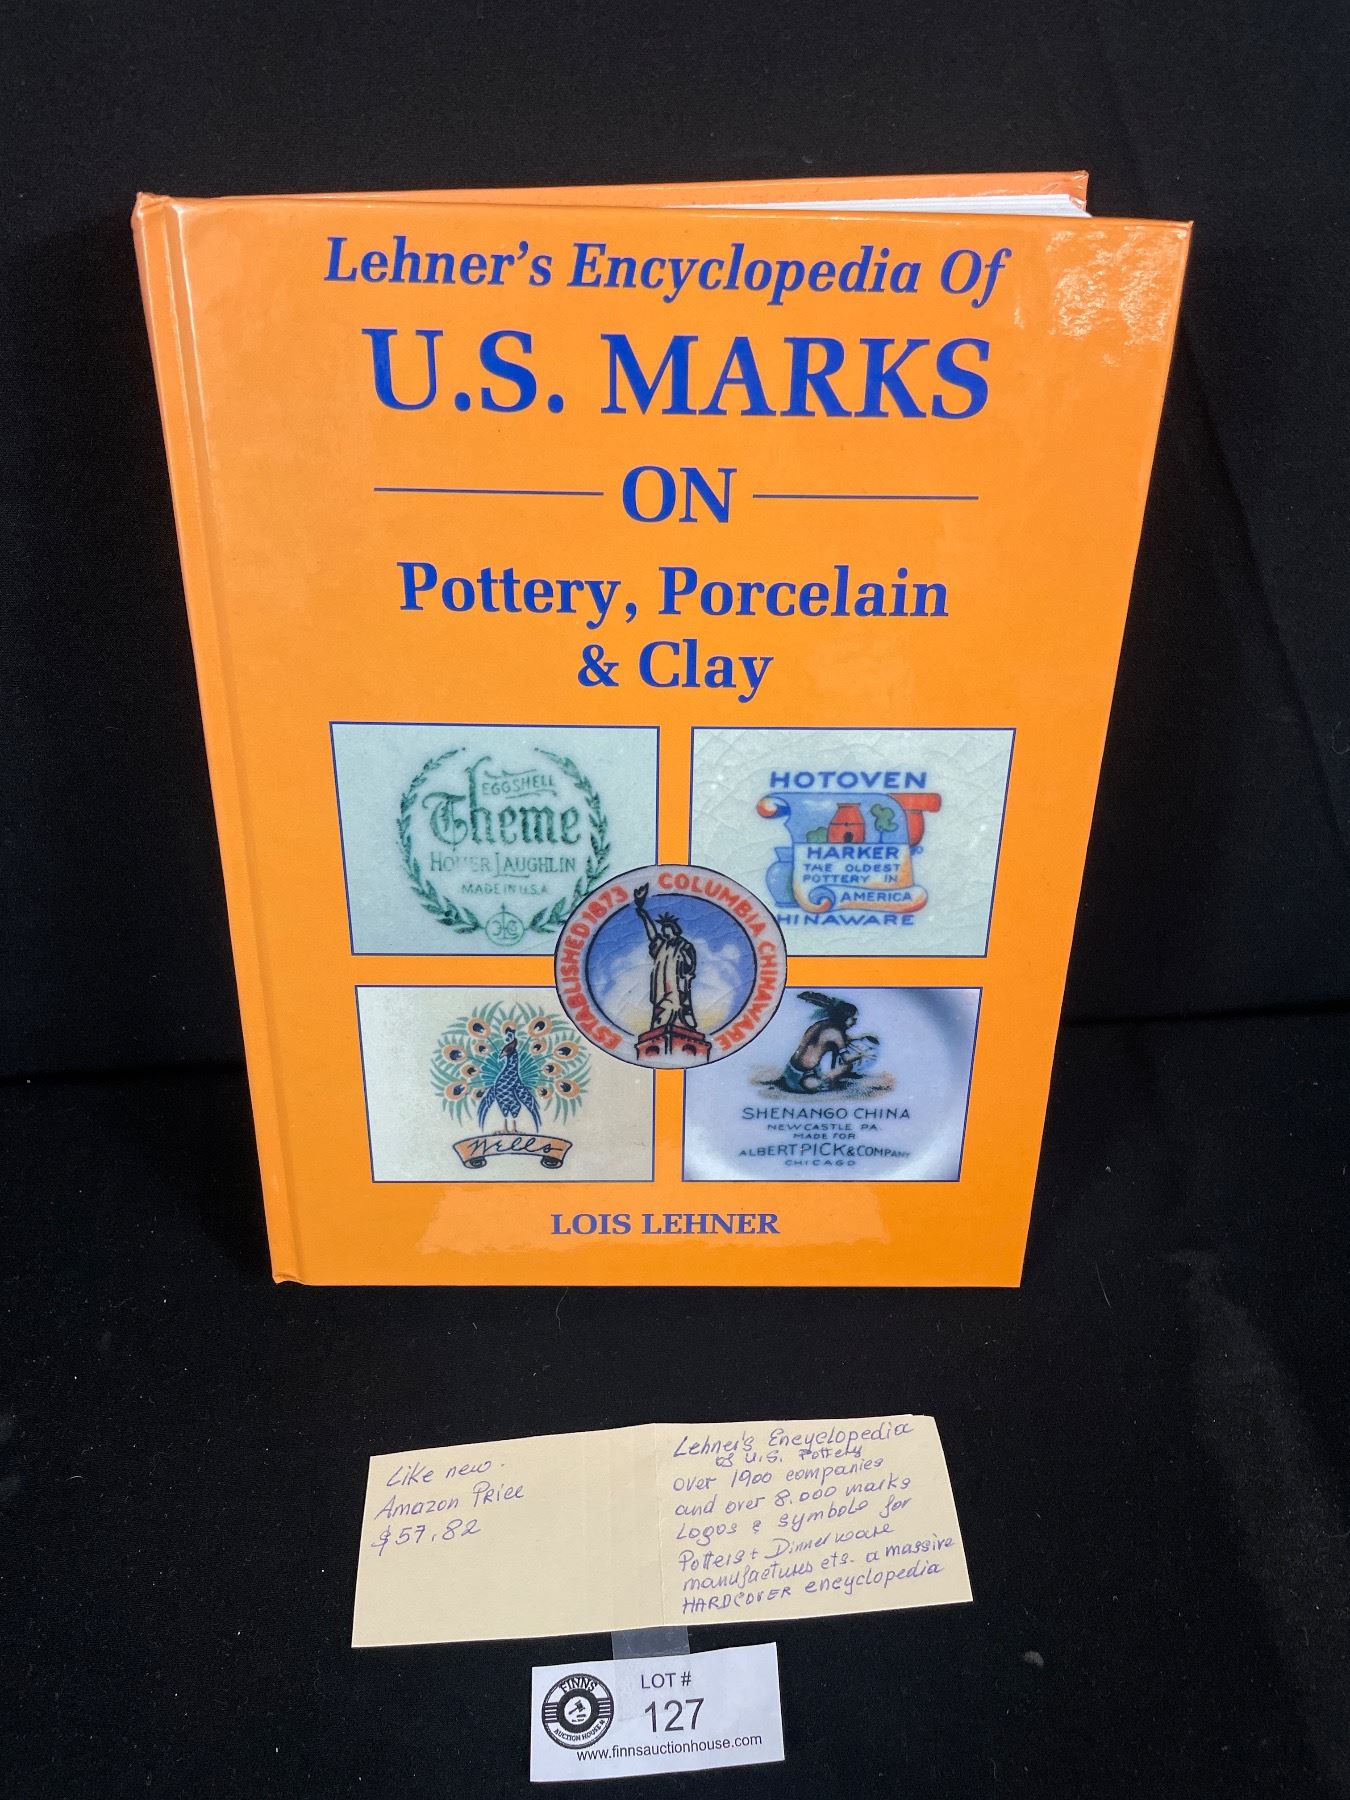 Lehner's Encyclopedia Of
U.S. MARKS
ON
Pottery, Porcelain
& Clay
EGGSHELL
Theme
HOMER LAUGHLIN
MADE IN U.S.A
HOTOVEN
HARKER
THE OLDEST
POTTERY IN
AMERICA
HINAWARE
ESTABLISHED 1873 COLUMBIA CHINAWARE
Wells
SHENANGO CHINA
NEW CASTLE PA.
MADE FOR
ALBERT PICK & COMPANY
CHICAGO
LOIS LEHNER
Like new.
Amazon Price
$57.82
Lehner's Encyclopedia
of U.S. Pottery
over 1900 companies
and over 8.000 marks
Logos & symbols for
Potters + Dinnerware
manufactures ets. a massive
HARDCOVER encyclopedia
FINNS
AUCTION HOUSE
LOT #
127
www.finnsauctionhouse.com